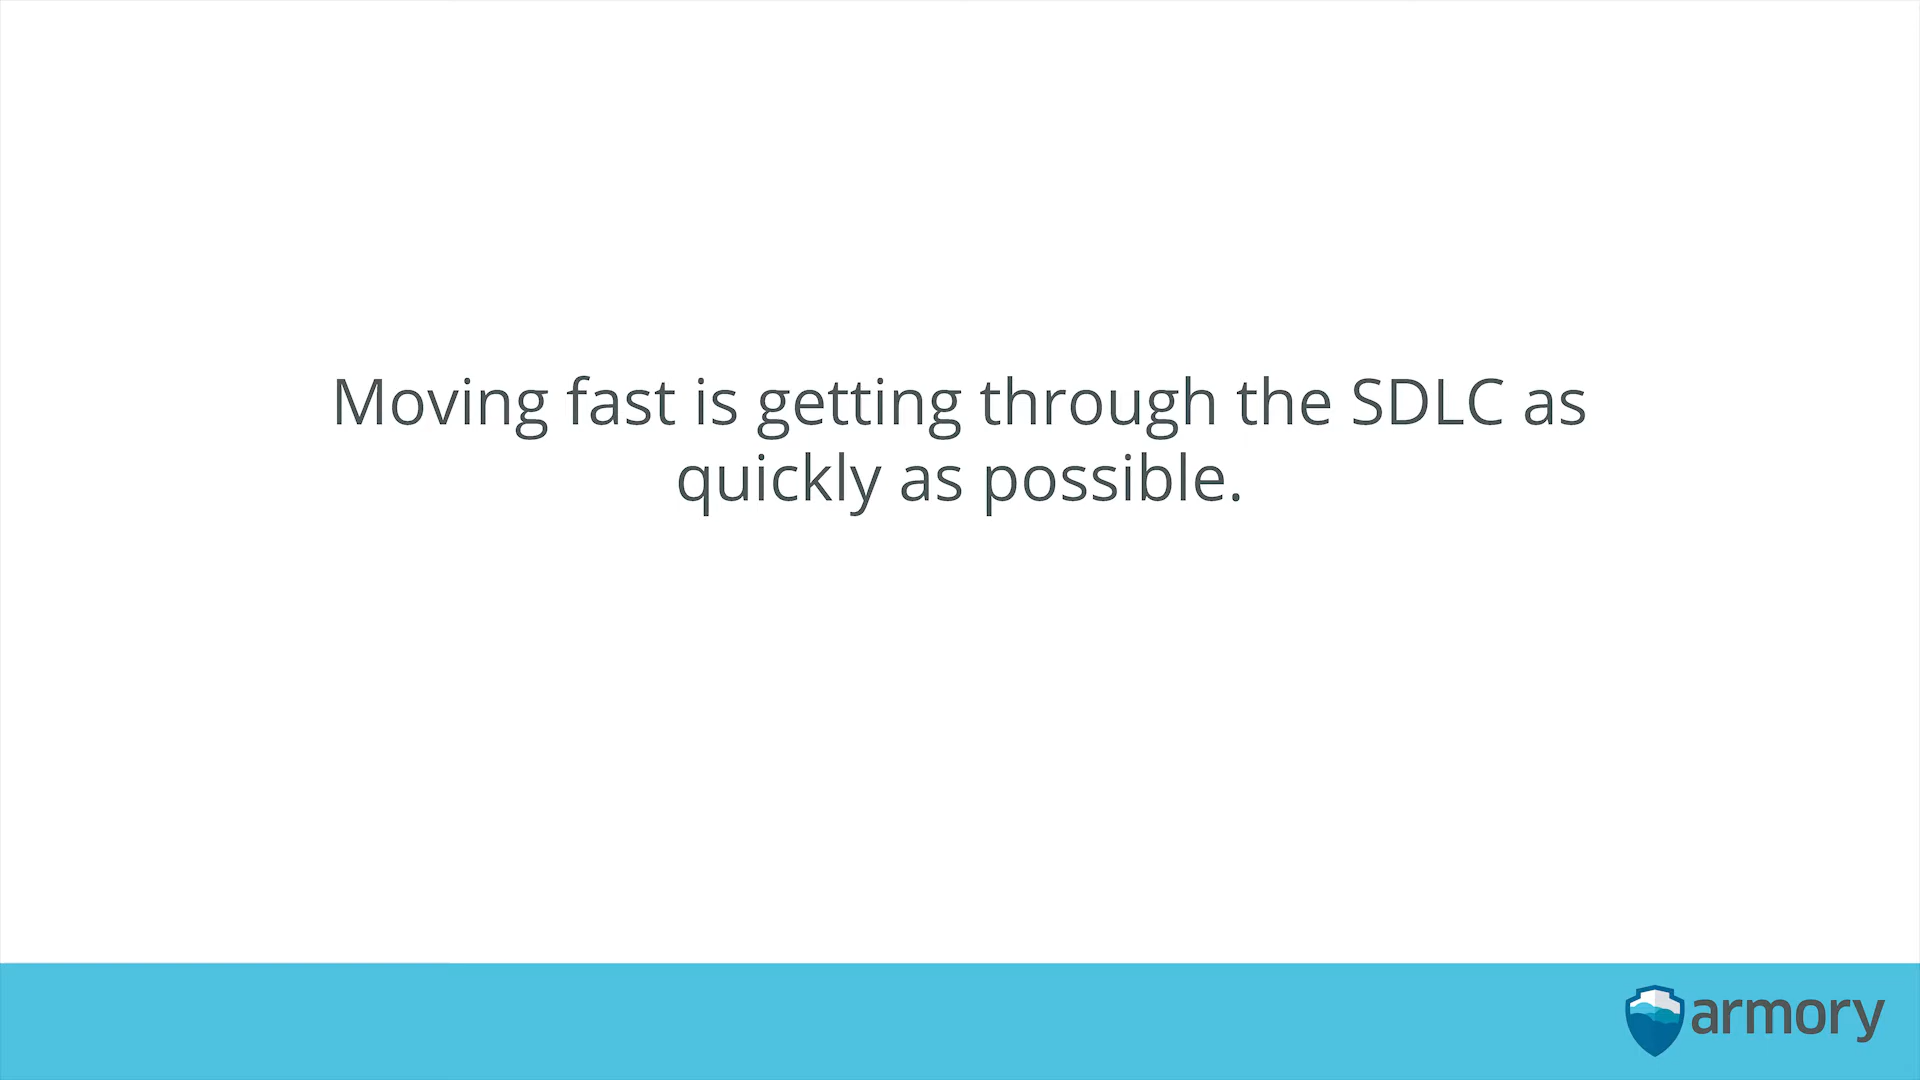 Moving fast is getting through the SDLC as
quickly as possible.
armory